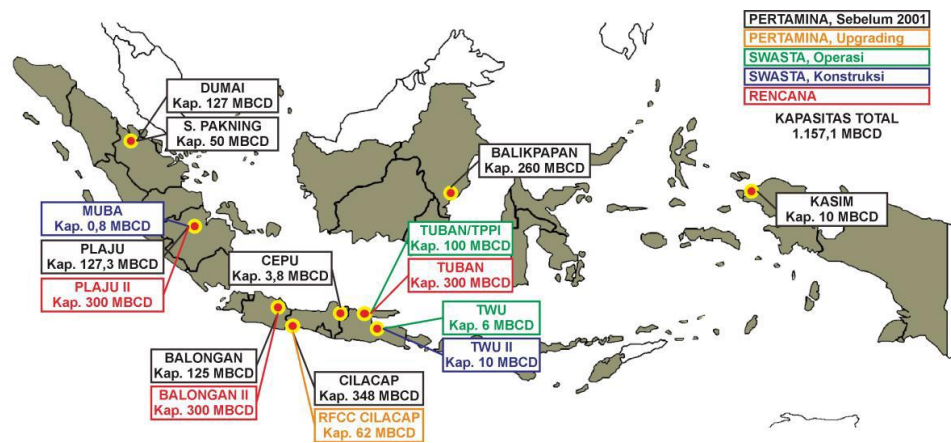 PERTAMINA, Sebelum 2001
PERTAMINA, Upgrading
SWASTA, Operasi
SWASTA, Konstruksi
RENCANA
KAPASITAS TOTAL
1.157,1 MBCD
DUMAI
Kap. 127 MBCD
S. PAKNING
Kap. 50 MBCD
BALIKPAPAN
Kap. 260 MBCD
KASIM
Kap. 10 MBCD
MUBA
Kap. 0,8 MBCD
PLAJU
Kap. 127,3 MBCD
PLAJU II
Kap. 300 MBCD
CEPU
Kap. 3,8 MBCD
TUBAN/TPPI
Kap. 100 MBCD
TUBAN
Kap. 300 MBCD
TWU
Kap. 6 MBCD
TWU II
Kap. 10 MBCD
BALONGAN
Kap. 125 MBCD
BALONGAN II
Kap. 300 MBCD
CILACAP
Kap. 348 MBCD
RFCC CILACAP
Kap. 62 MBCD